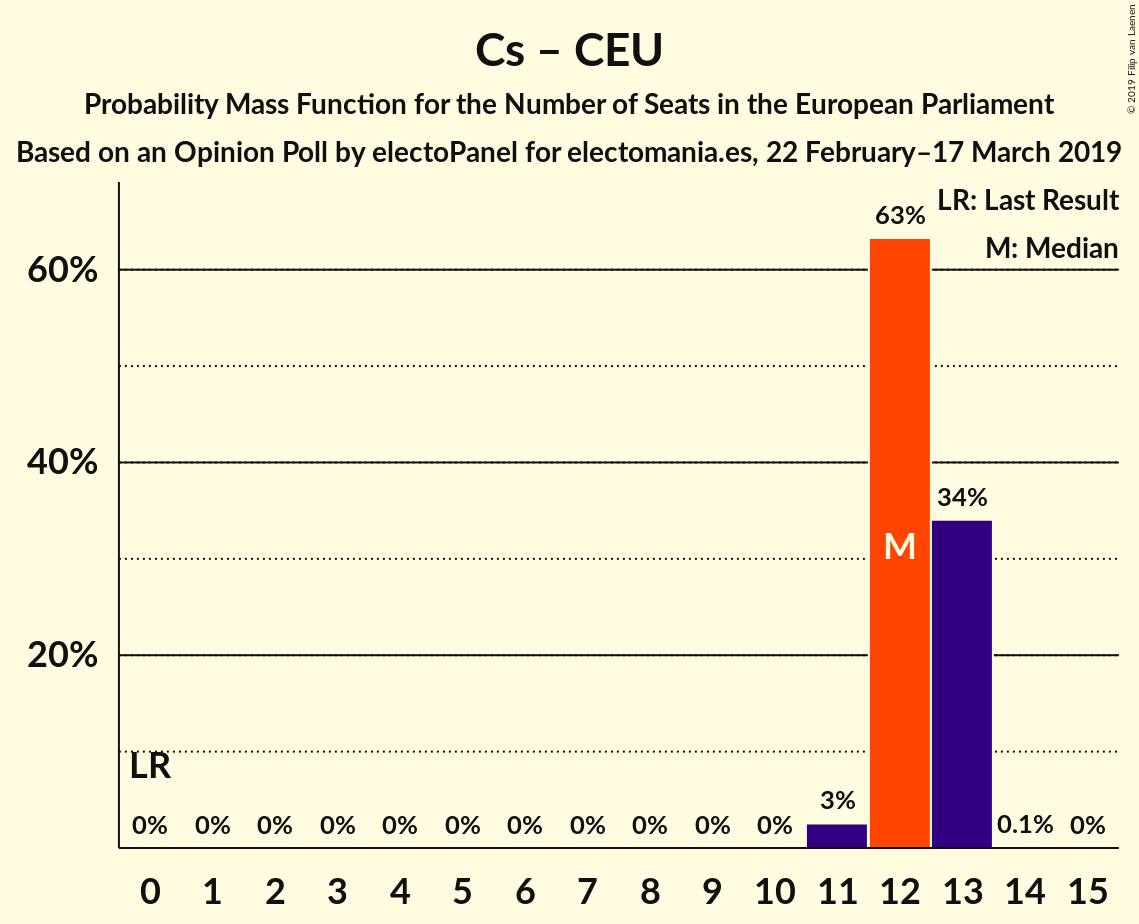 Cs – CEU
Probability Mass Function for the Number of Seats in the European Parliament
Based on an Opinion Poll by electoPanel for electomania.es, 22 February–17 March 2019
© 2019 Filip van Laenen
LR: Last Result
M: Median
60%
40%
20%
63%
34%
M
LR
0% 0% 0% 0% 0% 0% 0% 0% 0% 0% 0% 3% 0.1% 0%
0 1 2 3 4 5 6 7 8 9 10 11 12 13 14 15